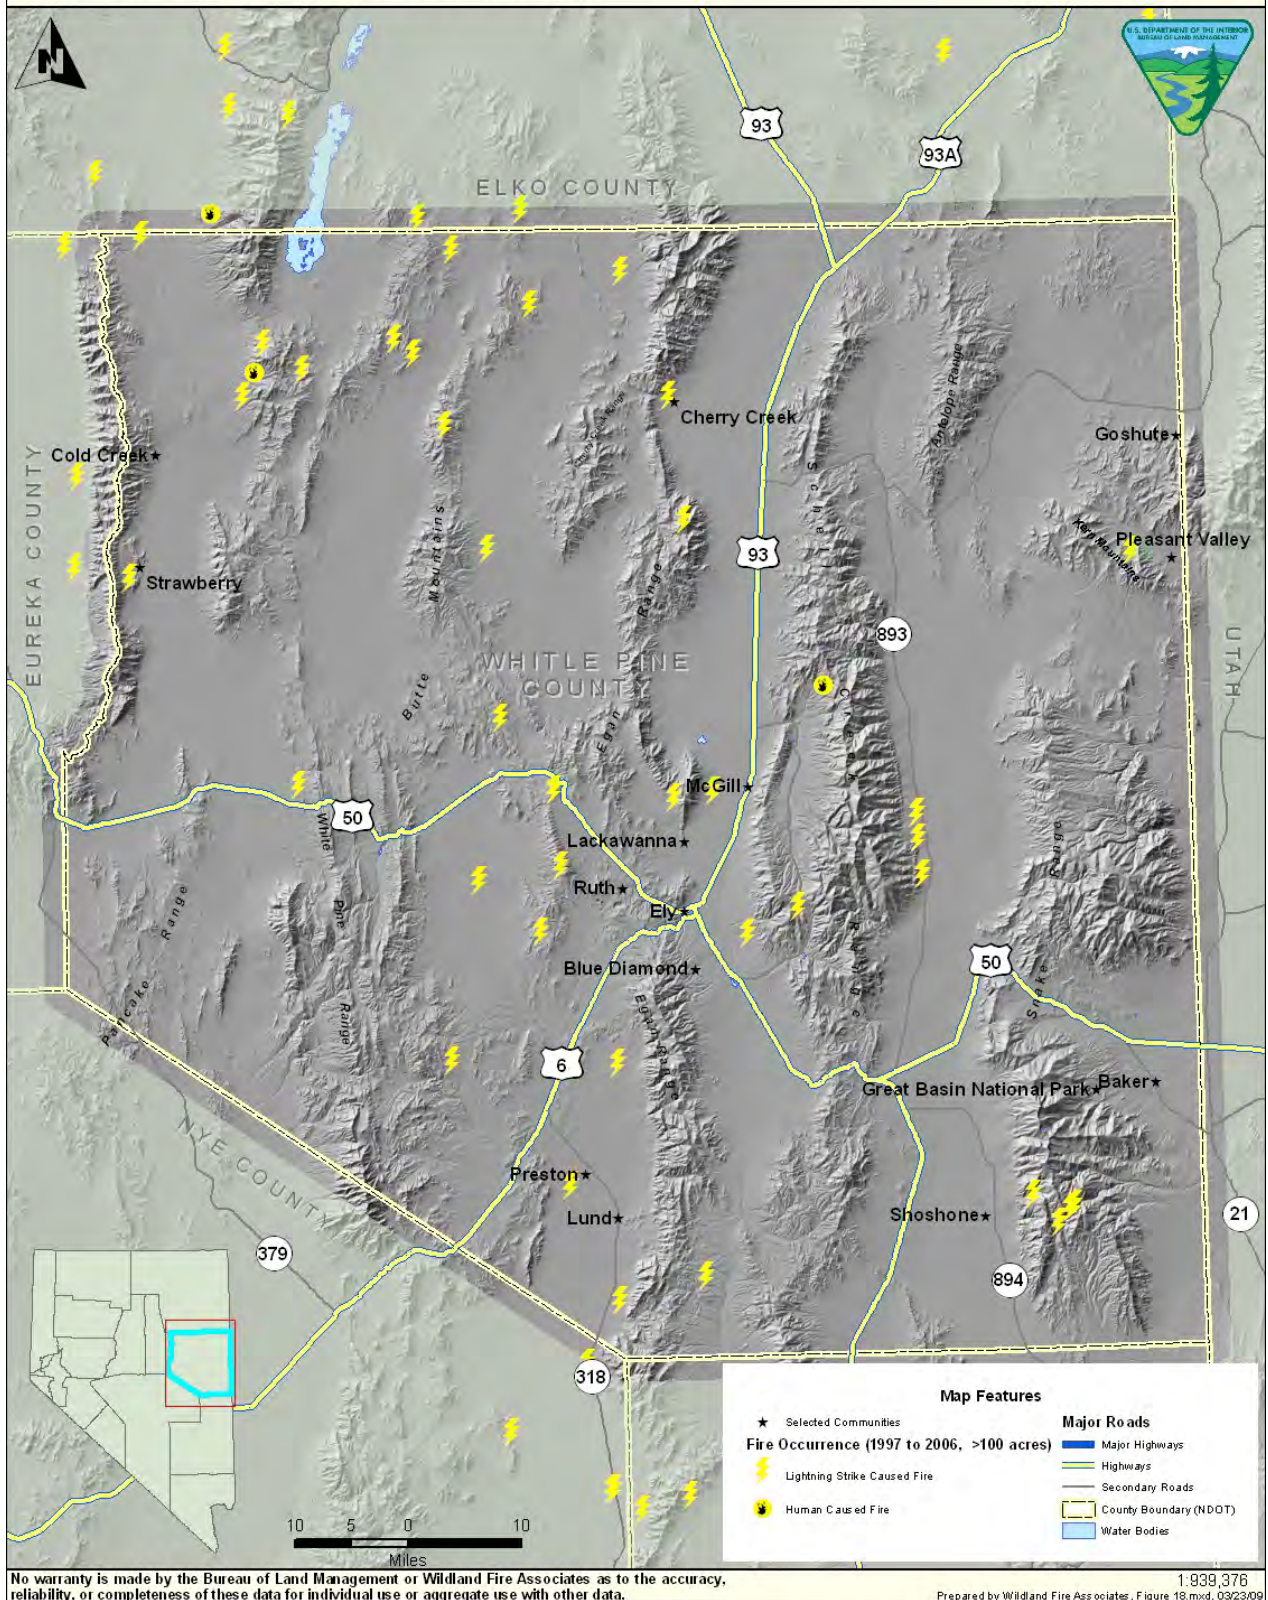 N
U.S. DEPARTMENT OF THE INTERIOR
BUREAU OF LAND MANAGEMENT
93
93A
ELKO COUNTY
Cherry Creek
Antelope Range
Goshute
Cold Creek
EUREKA COUNTY
Schell
Creek
Range
Pleasant Valley
Kern Mountains
Strawberry
Mountains
Butte
93
Range
Egan
893
UTAH
WHITLE PINE
COUNTY
McGill
50
White
Pine
Range
Lackawanna
Ruth
Ely
Range
Pancake
Range
Snake
50
Blue Diamond
Egan Range
6
Great Basin National Park
Baker
NYE COUNTY
Preston
Lund
Shoshone
21
379
894
318
Map Features
Selected Communities
Fire Occurrence (1997 to 2006, >100 acres)
Lightning Strike Caused Fire
Human Caused Fire
Major Roads
Major Highways
Highways
Secondary Roads
County Boundary (NDOT)
Water Bodies
10 5 0 10
Miles
No warranty is made by the Bureau of Land Management or Wildland Fire Associates as to the accuracy,
reliability, or completeness of these data for individual use or aggregate use with other data.
1:939,376
Prepared by Wildland Fire Associates, Figure 18.mxd, 03/23/09